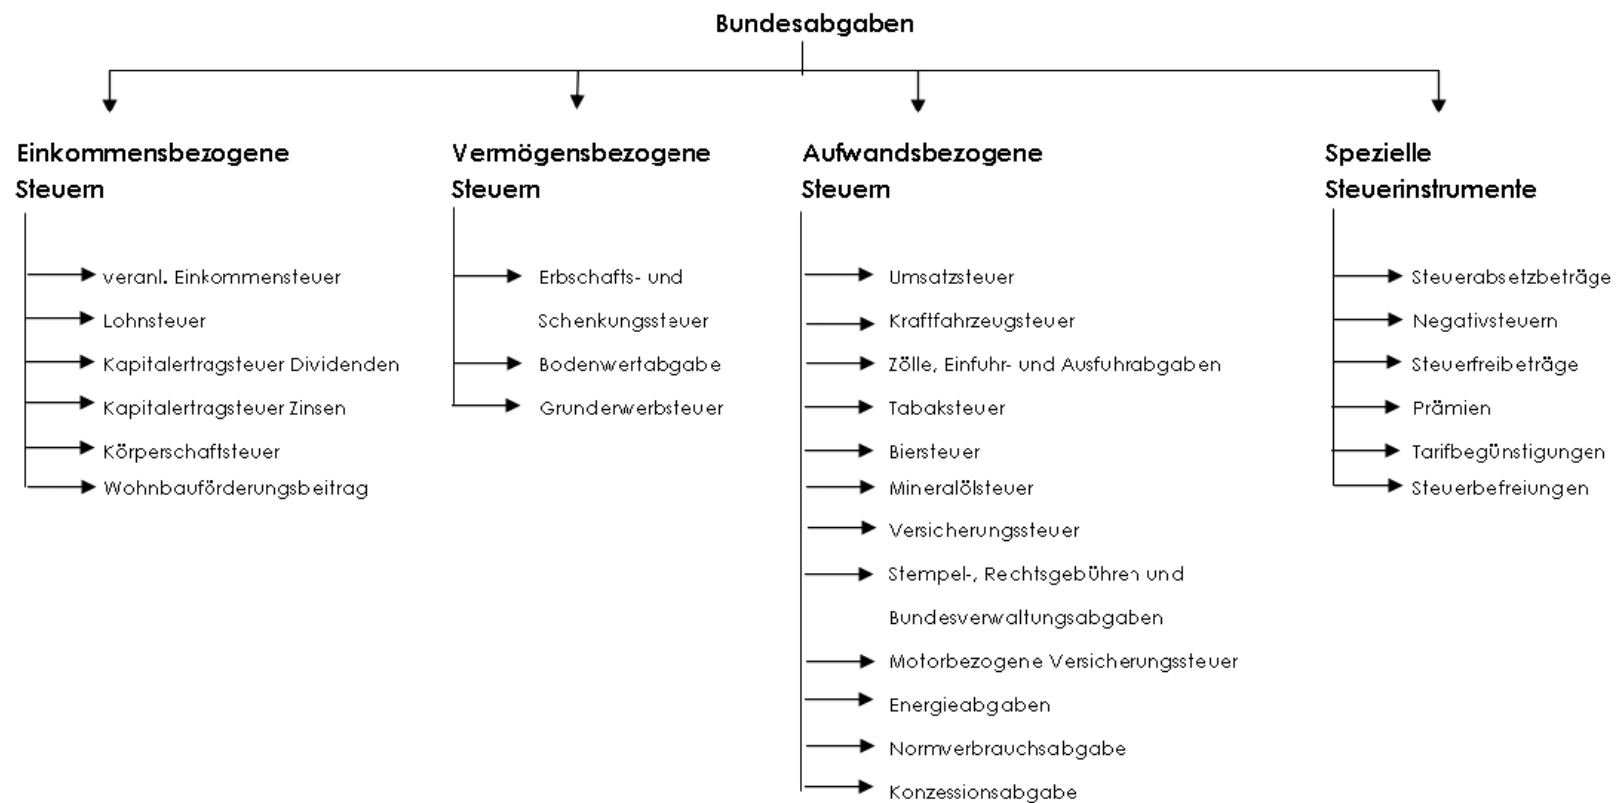 Bundesabgaben
Einkommensbezogene
Steuern
veranl. Einkommensteuer
Lohnsteuer
Kapitalertragsteuer Dividenden
Kapitalertragsteuer Zinsen
Körperschaftsteuer
Wohnbauförderungsbeitrag
Vermögensbezogene
Steuern
Erbschafts- und
Schenkungssteuer
Bodenwertabgabe
Grunderwerbsteuer
Aufwandsbezogene
Steuern
Umsatzsteuer
Kraftfahrzeugsteuer
Zölle, Einfuhr- und Ausfuhrabgaben
Tabaksteuer
Biersteuer
Mineralölsteuer
Versicherungssteuer
Stempel-, Rechtsgebühren und
Bundesverwaltungsabgaben
Motorbezogene Versicherungssteuer
Energieabgaben
Normverbrauchsabgabe
Konzessionsabgabe
Spezielle
Steuerinstrumente
Steuerabsetzbeträge
Negativsteuern
Steuerfreibeträge
Prämien
Tarifbegünstigungen
Steuerbefreiungen